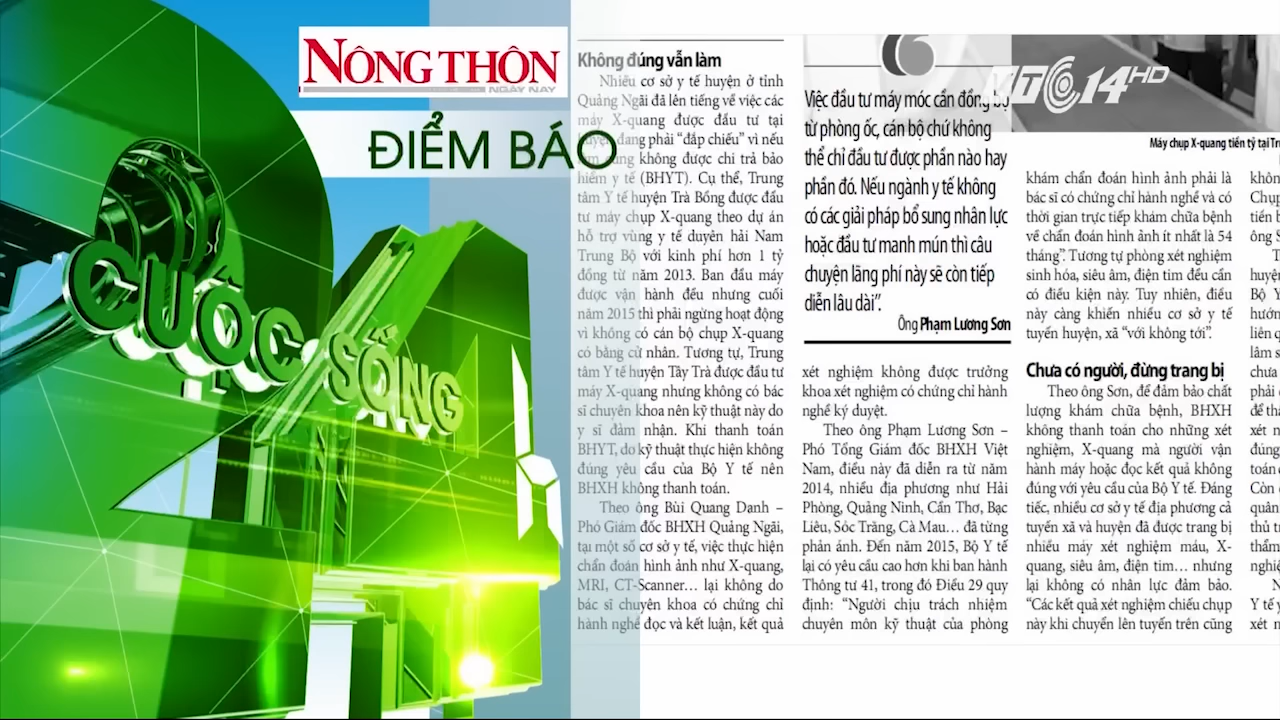 NÔNG THÔN
NGÀY NAY
ĐIỂM BÁO
CUỘC SỐNG
24h
VTC14 HD
Không đúng vẫn làm
Nhiều cơ sở y tế huyện ở tỉnh
Quảng Ngãi đã lên tiếng về việc các
máy X-quang được đầu tư tại
huyện đang phải “đắp chiếu” vì nếu
làm cũng không được chi trả bảo
hiểm y tế (BHYT). Cụ thể, Trung
tâm Y tế huyện Trà Bồng được đầu
tư máy chụp X-quang theo dự án
hỗ trợ vùng y tế duyên hải Nam
Trung Bộ với kinh phí hơn 1 tỷ
đồng từ năm 2013. Ban đầu máy
được vận hành đều nhưng cuối
năm 2015 thì phải ngừng hoạt động
vì không có cán bộ chụp X-quang
có bằng cử nhân. Tương tự, Trung
tâm Y tế huyện Tây Trà được đầu tư
máy X-quang nhưng không có bác
sĩ chuyên khoa nên kỹ thuật này do
y sĩ đảm nhận. Khi thanh toán
BHYT, do kỹ thuật thực hiện không
đúng yêu cầu của Bộ Y tế nên
BHXH không thanh toán.
Theo ông Bùi Quang Dạnh –
Phó Giám đốc BHXH Quảng Ngãi,
tại một số cơ sở y tế, việc thực hiện
chẩn đoán hình ảnh như X-quang,
MRI, CT-Scanner… lại không do
bác sĩ chuyên khoa có chứng chỉ
hành nghề đọc và kết luận, kết quả
Việc đầu tư máy móc cần đồng bộ
từ phòng ốc, cán bộ chứ không
thể chỉ đầu tư được phần nào hay
phần đó. Nếu ngành y tế không
có các giải pháp bổ sung nhân lực
hoặc đầu tư manh mún thì câu
chuyện lãng phí này sẽ còn tiếp
diễn lâu dài”.
Ông Phạm Lương Sơn
xét nghiệm không được trưởng
khoa xét nghiệm có chứng chỉ hành
nghề ký duyệt.
Theo ông Phạm Lương Sơn –
Phó Tổng Giám đốc BHXH Việt
Nam, điều này đã diễn ra từ năm
2014, nhiều địa phương như Hải
Phòng, Quảng Ninh, Cần Thơ, Bạc
Liêu, Sóc Trăng, Cà Mau… đã từng
phản ánh. Đến năm 2015, Bộ Y tế
lại có yêu cầu cao hơn khi ban hành
Thông tư 41, trong đó Điều 29 quy
định: “Người chịu trách nhiệm
chuyên môn kỹ thuật của phòng
Máy chụp X-quang tiền tỷ tại Tr
khám chẩn đoán hình ảnh phải là
bác sĩ có chứng chỉ hành nghề và có
thời gian trực tiếp khám chữa bệnh
về chẩn đoán hình ảnh ít nhất là 54
tháng”. Tương tự phòng xét nghiệm
sinh hóa, siêu âm, điện tim đều cần
có điều kiện này. Tuy nhiên, điều
này càng khiến nhiều cơ sở y tế
tuyến huyện, xã “với không tới”.
Chưa có người, đừng trang bị
Theo ông Sơn, để đảm bảo chất
lượng khám chữa bệnh, BHXH
không thanh toán cho những xét
nghiệm, X-quang mà người vận
hành máy hoặc đọc kết quả không
đúng với yêu cầu của Bộ Y tế. Đáng
tiếc, nhiều cơ sở y tế địa phương cả
tuyến xã và huyện đã được trang bị
nhiều máy xét nghiệm máu, X-
quang, siêu âm, điện tim… nhưng
lại không có nhân lực đảm bảo.
“Các kết quả xét nghiệm chiếu chụp
này khi chuyển lên tuyến trên cũng